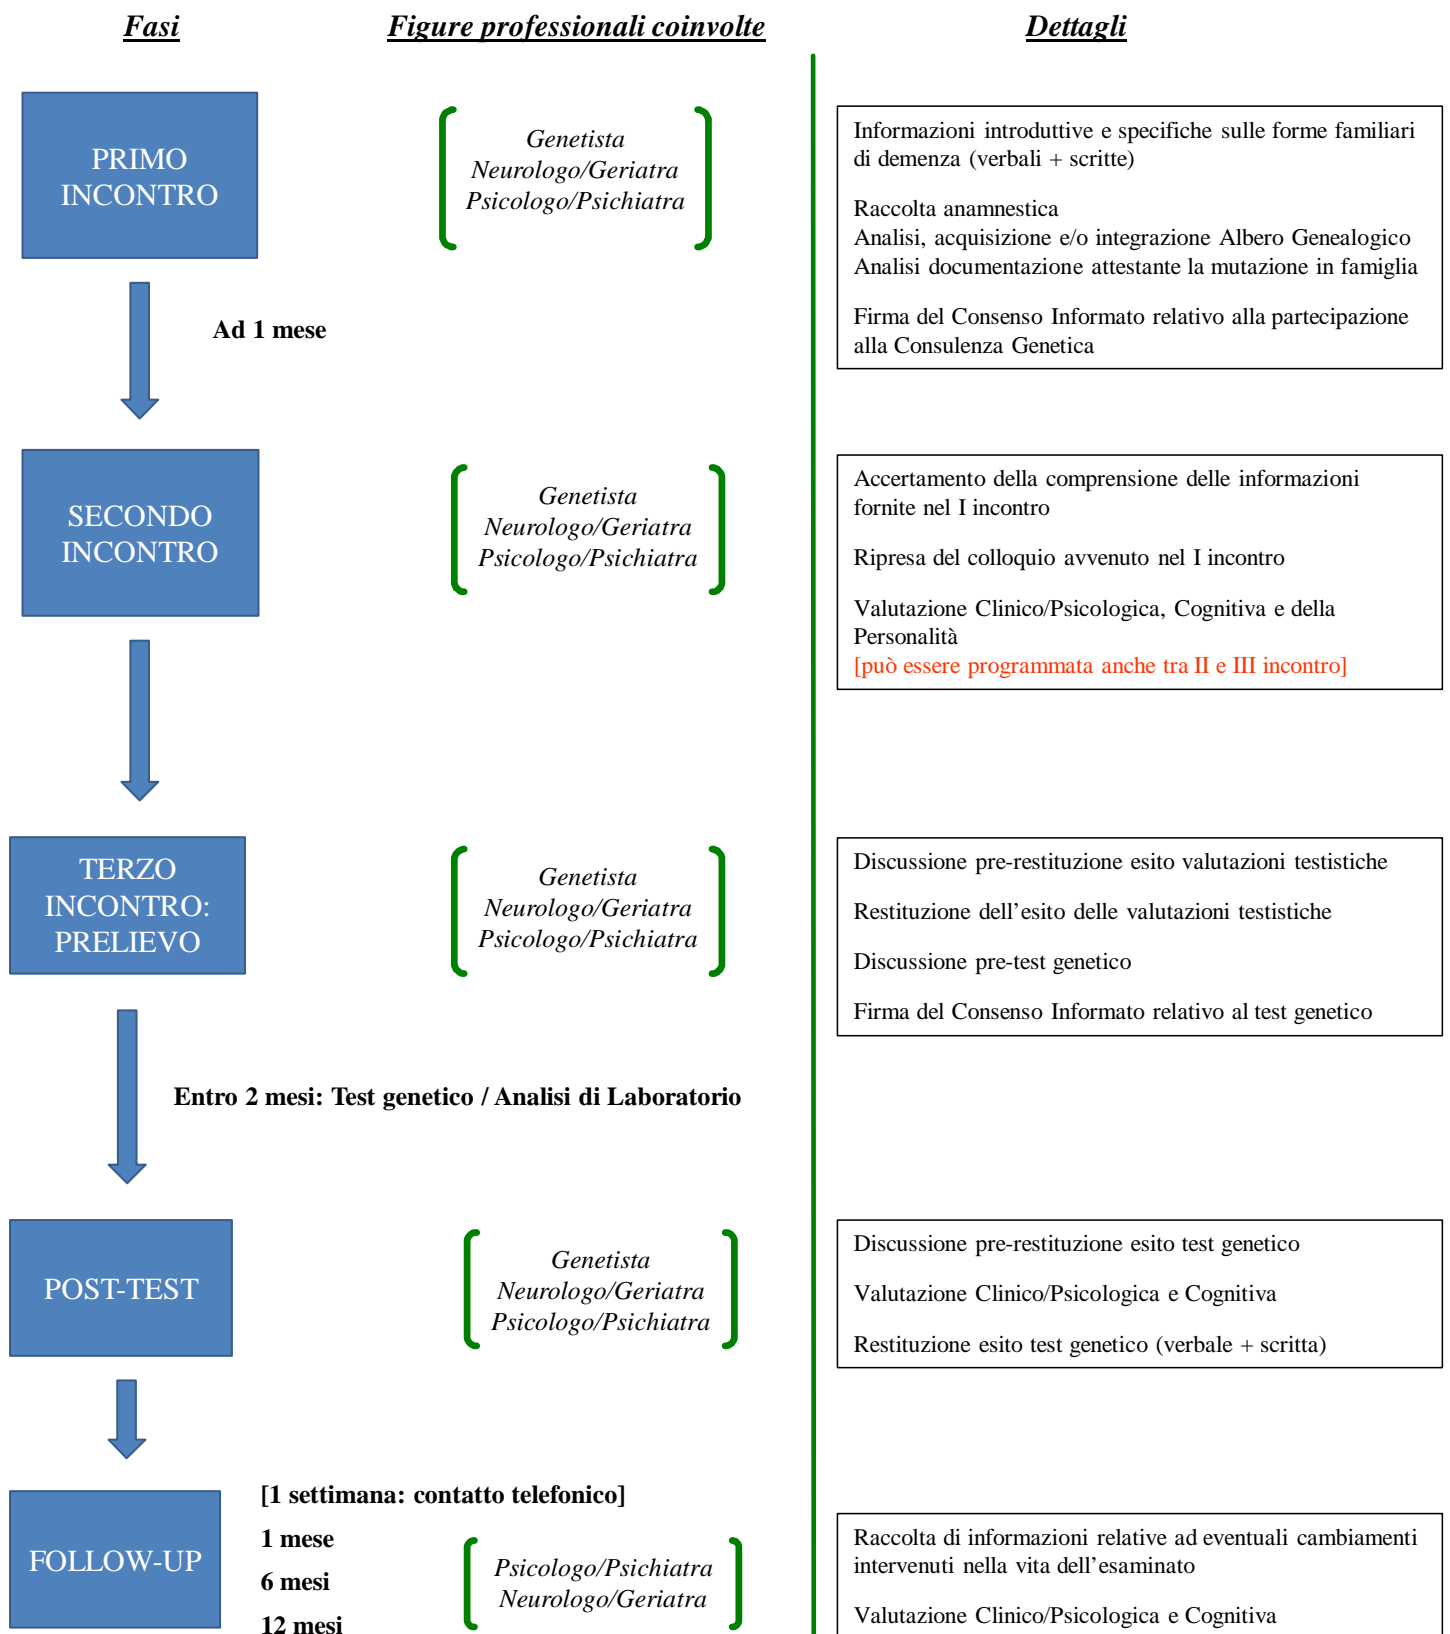 Fasi
Figure professionali coinvolte
Dettagli
PRIMO
INCONTRO
Genetista
Neurologo/Geriatra
Psicologo/Psichiatra
Informazioni introduttive e specifiche sulle forme familiari
di demenza (verbali + scritte)
Raccolta anamnestica
Analisi, acquisizione e/o integrazione Albero Genealogico
Analisi documentazione attestante la mutazione in famiglia
Firma del Consenso Informato relativo alla partecipazione
alla Consulenza Genetica
Ad 1 mese
SECONDO
INCONTRO
Genetista
Neurologo/Geriatra
Psicologo/Psichiatra
Accertamento della comprensione delle informazioni
fornite nel I incontro
Ripresa del colloquio avvenuto nel I incontro
Valutazione Clinico/Psicologica, Cognitiva e della
Personalità
[può essere programmata anche tra II e III incontro]
TERZO
INCONTRO:
PRELIEVO
Genetista
Neurologo/Geriatra
Psicologo/Psichiatra
Discussione pre-restituzione esito valutazioni testistiche
Restituzione dell’esito delle valutazioni testistiche
Discussione pre-test genetico
Firma del Consenso Informato relativo al test genetico
Entro 2 mesi: Test genetico / Analisi di Laboratorio
POST-TEST
Genetista
Neurologo/Geriatra
Psicologo/Psichiatra
Discussione pre-restituzione esito test genetico
Valutazione Clinico/Psicologica e Cognitiva
Restituzione esito test genetico (verbale + scritta)
FOLLOW-UP
[1 settimana: contatto telefonico]
1 mese
6 mesi
12 mesi
Psicologo/Psichiatra
Neurologo/Geriatra
Raccolta di informazioni relative ad eventuali cambiamenti
intervenuti nella vita dell’esaminato
Valutazione Clinico/Psicologica e Cognitiva